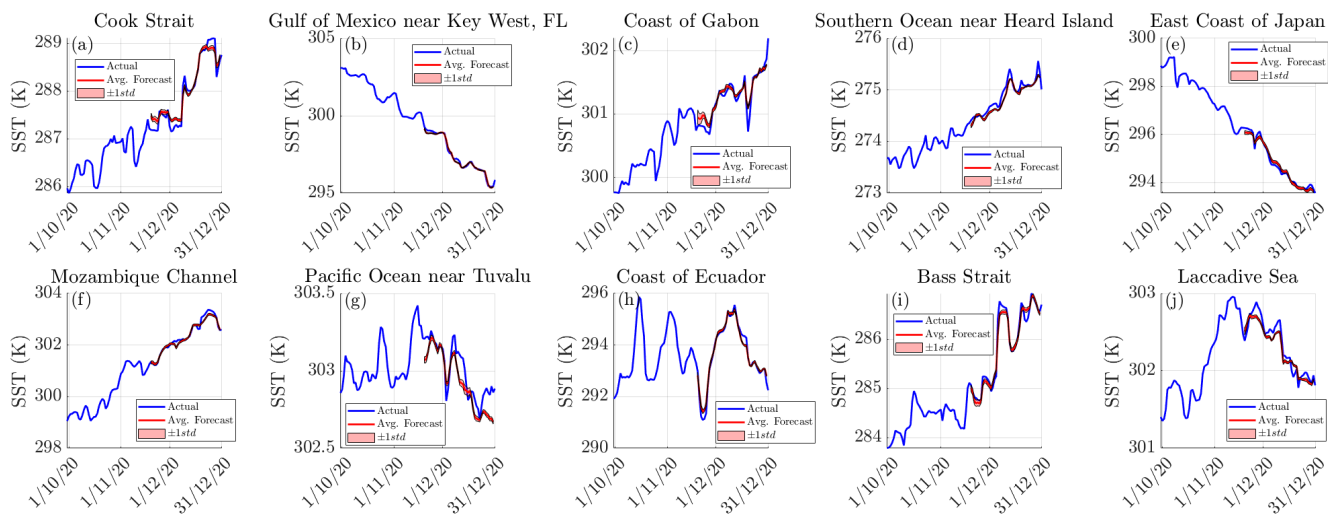 Cook Strait
(a)
289
288
287
286
SST (K)
Actual
Avg. Forecast
±1std
1/10/20
1/11/20
1/12/20
31/12/20
Gulf of Mexico near Key West, FL
(b)
305
300
295
SST (K)
Actual
Avg. Forecast
±1std
1/10/20
1/11/20
1/12/20
31/12/20
Coast of Gabon
(c)
302
301
300
SST (K)
Actual
Avg. Forecast
±1std
1/10/20
1/11/20
1/12/20
31/12/20
Southern Ocean near Heard Island
(d)
276
275
274
273
SST (K)
Actual
Avg. Forecast
±1std
1/10/20
1/11/20
1/12/20
31/12/20
East Coast of Japan
(e)
300
298
296
294
SST (K)
Actual
Avg. Forecast
±1std
1/10/20
1/11/20
1/12/20
31/12/20
Mozambique Channel
(f)
304
302
300
298
SST (K)
Actual
Avg. Forecast
±1std
1/10/20
1/11/20
1/12/20
31/12/20
Pacific Ocean near Tuvalu
(g)
303.5
303
302.5
SST (K)
Actual
Avg. Forecast
±1std
1/10/20
1/11/20
1/12/20
31/12/20
Coast of Ecuador
(h)
296
294
292
290
SST (K)
Actual
Avg. Forecast
±1std
1/10/20
1/11/20
1/12/20
31/12/20
Bass Strait
(i)
286
285
284
SST (K)
Actual
Avg. Forecast
±1std
1/10/20
1/11/20
1/12/20
31/12/20
Laccadive Sea
(j)
303
302
301
SST (K)
Actual
Avg. Forecast
±1std
1/10/20
1/11/20
1/12/20
31/12/20